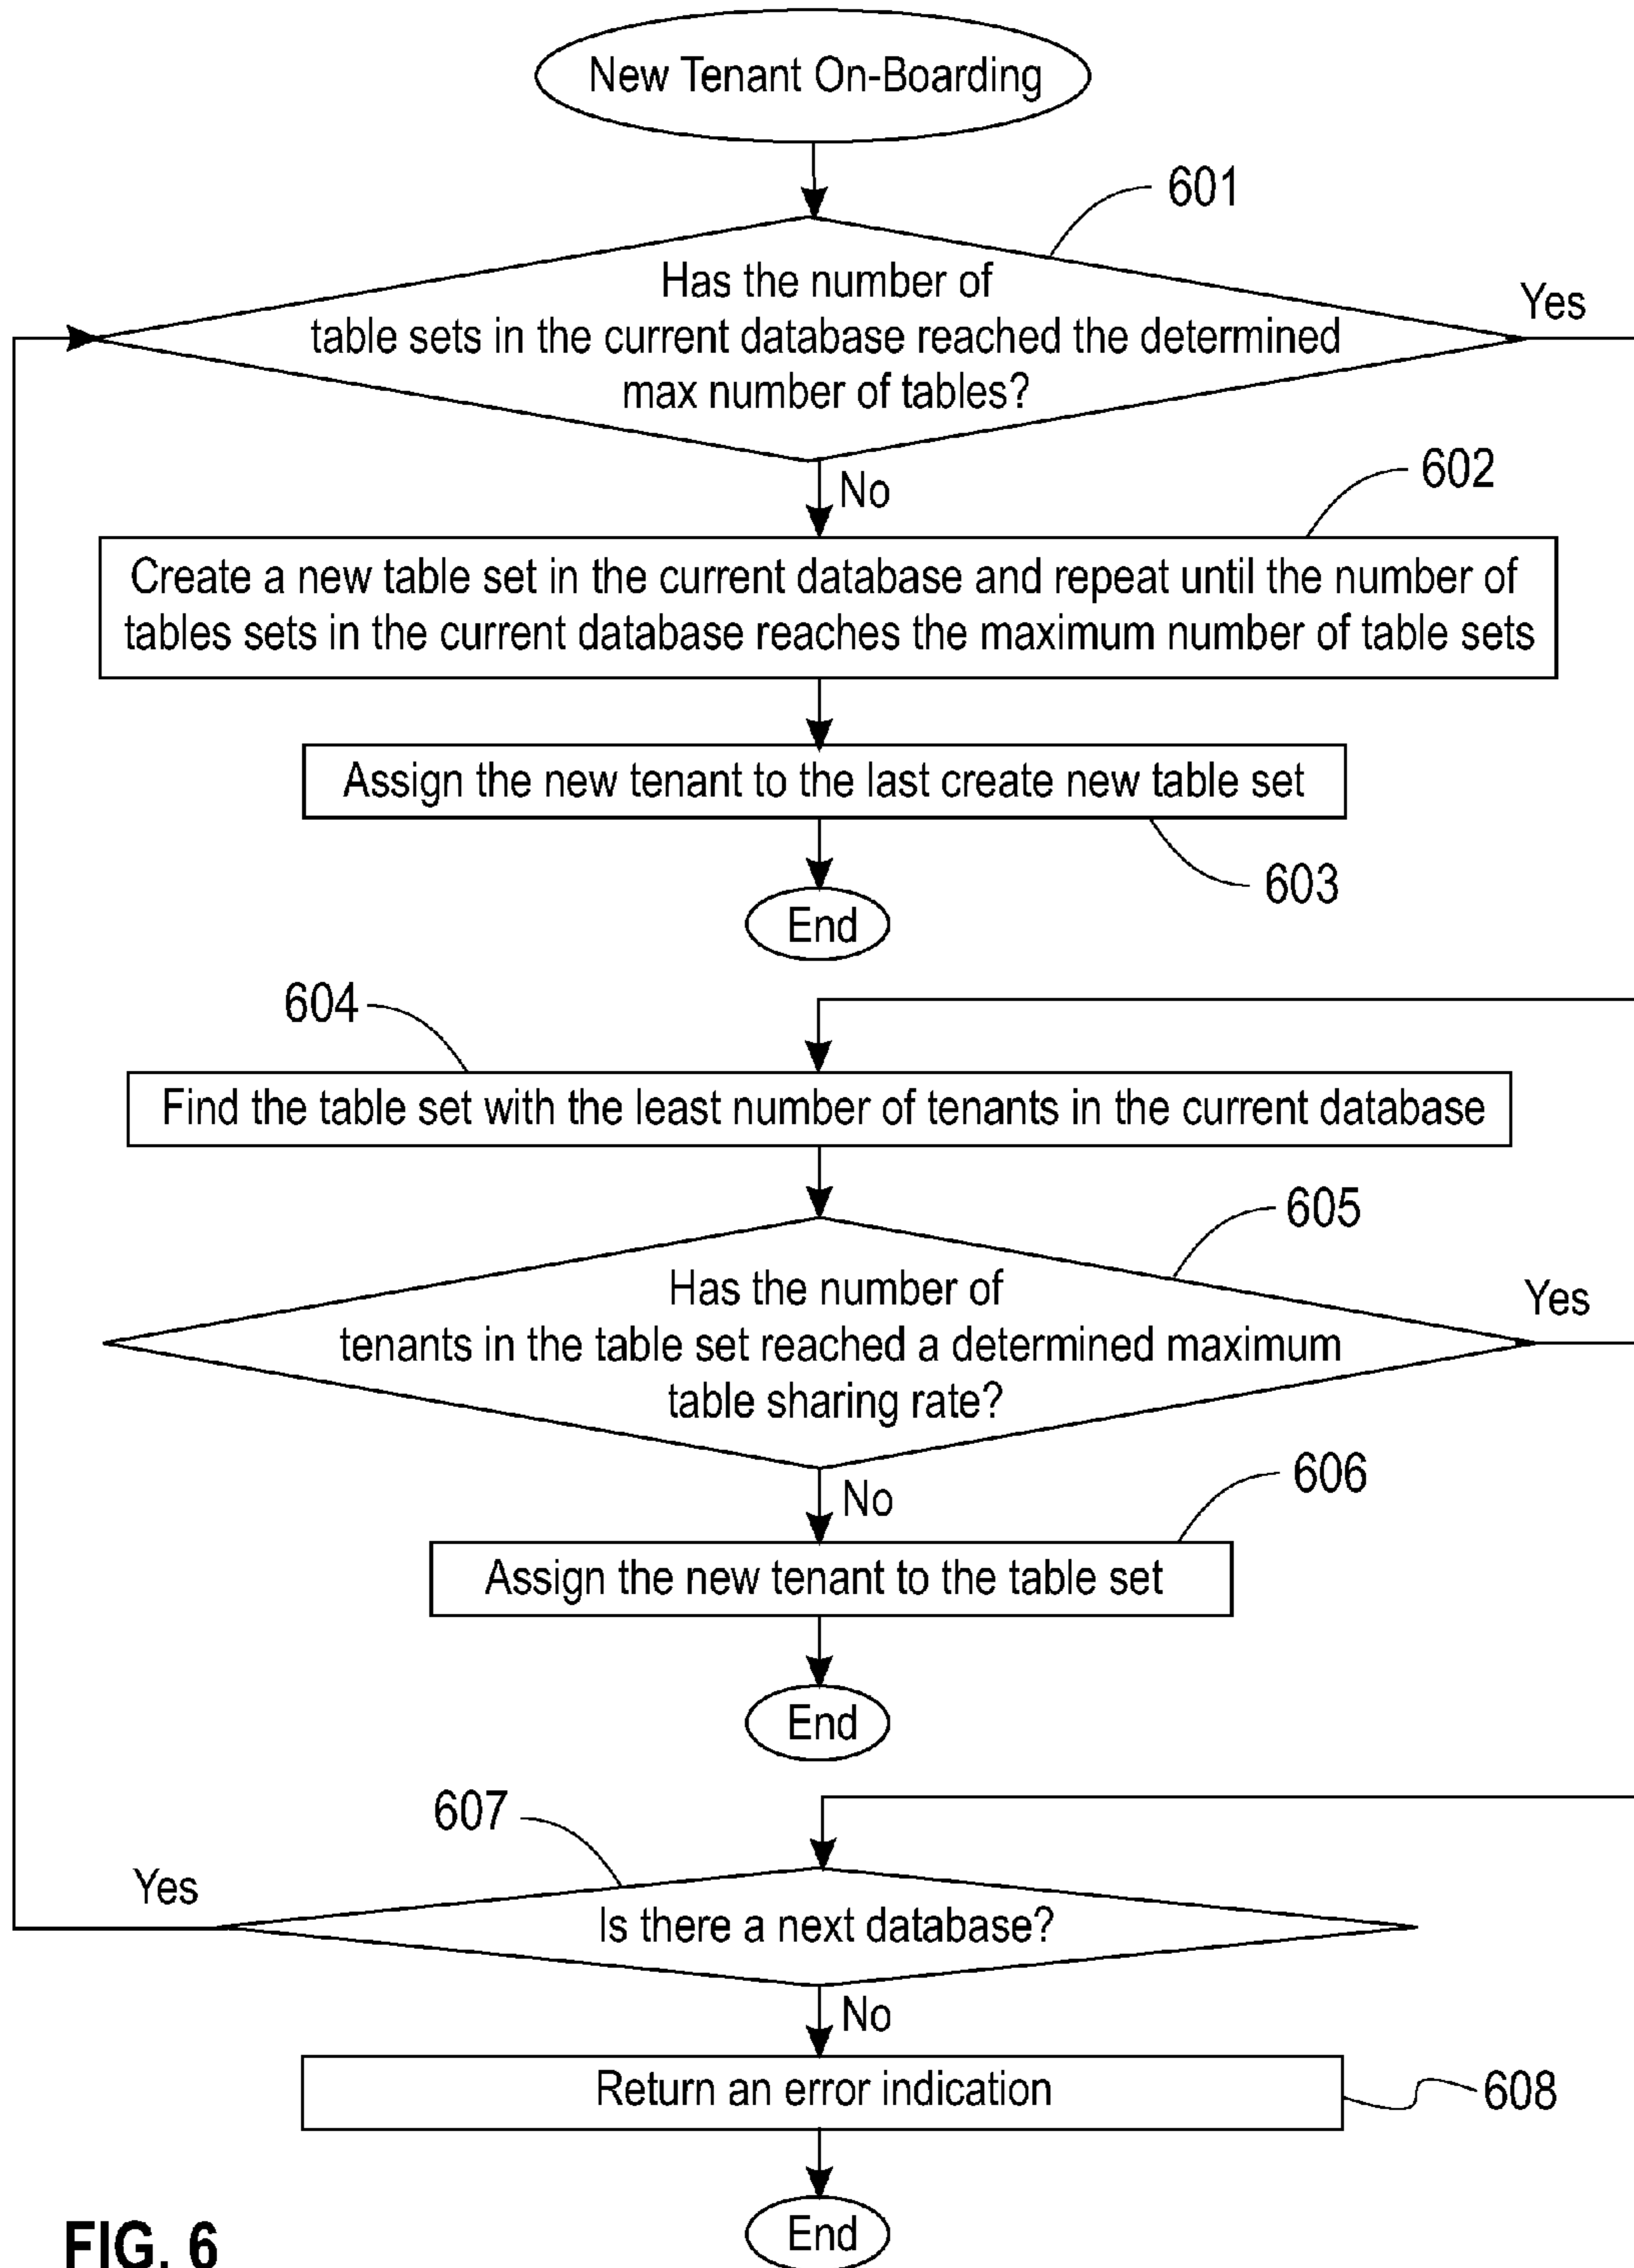 New Tenant On-Boarding
601
Has the number of
table sets in the current database reached the determined
max number of tables?
Yes
No
602
Create a new table set in the current database and repeat until the number of
tables sets in the current database reaches the maximum number of table sets
Assign the new tenant to the last create new table set
603
End
604
Find the table set with the least number of tenants in the current database
605
Has the number of
tenants in the table set reached a determined maximum
table sharing rate?
Yes
No
606
Assign the new tenant to the table set
End
607
Yes
Is there a next database?
No
Return an error indication
608
End
FIG. 6